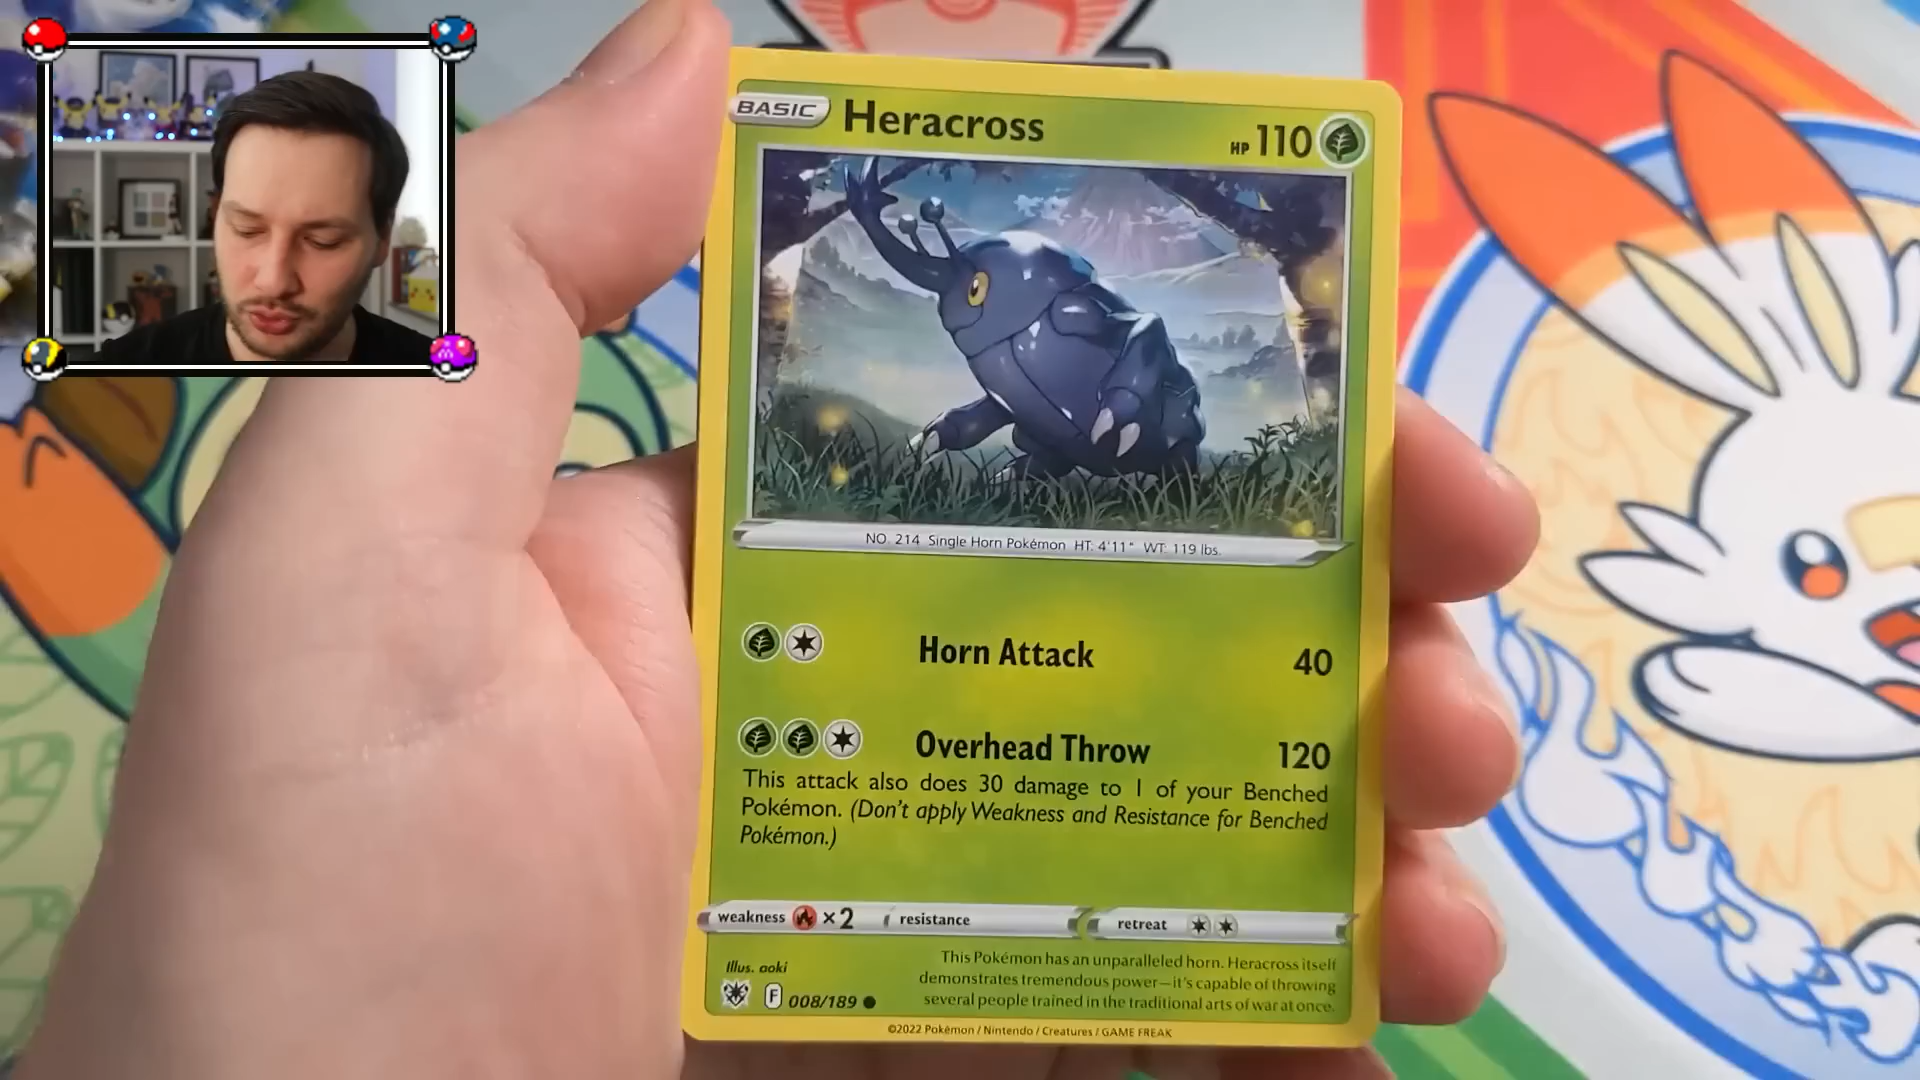 BASIC Heracross HP 110
NO. 214 Single Horn Pokémon HT: 4'11" WT: 119 lbs.
Horn Attack 40
Overhead Throw 120
This attack also does 30 damage to 1 of your Benched
Pokémon. (Don't apply Weakness and Resistance for Benched
Pokémon.)
weakness ×2 resistance retreat
Illus. aoki
This Pokémon has an unparalleled horn. Heracross itself
demonstrates tremendous power—it's capable of throwing
several people trained in the traditional arts of war at once.
F 008/189
©2022 Pokémon / Nintendo / Creatures / GAME FREAK